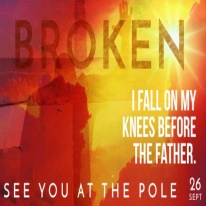 BROKEN
I FALL ON MY
KNEES BEFORE
THE FATHER.
SEE YOU AT THE POLE 26
SEPT